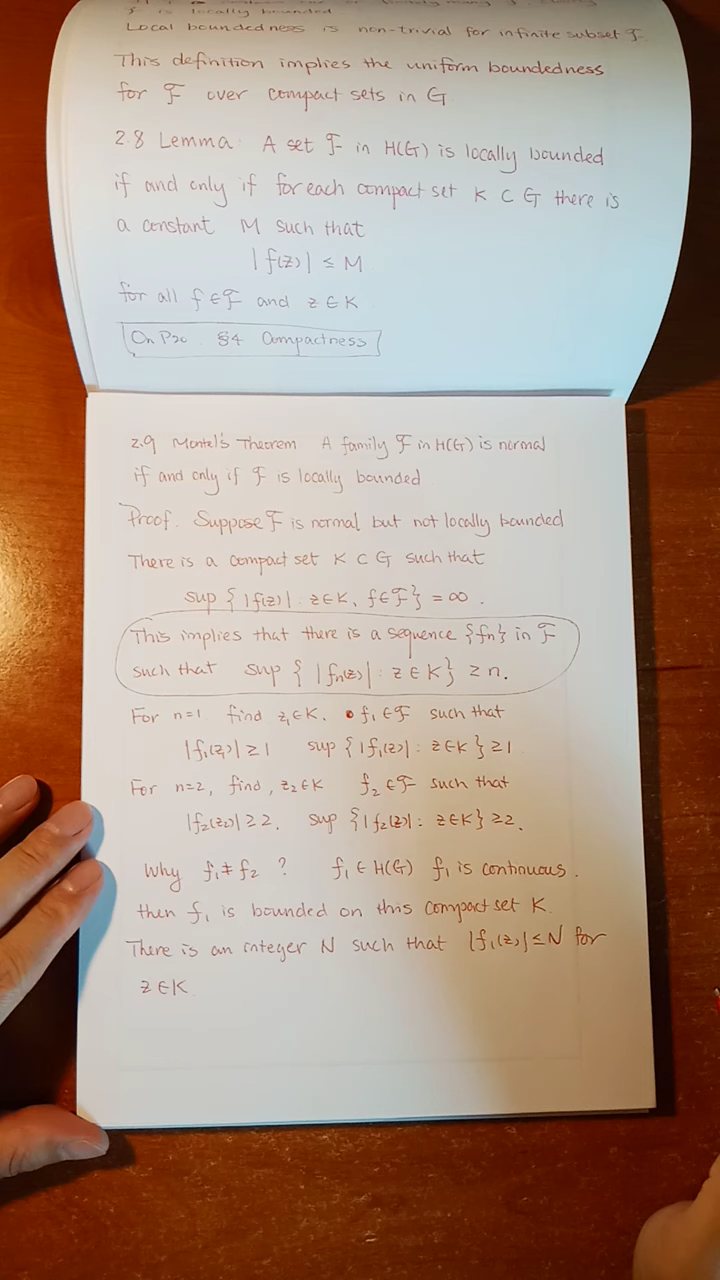 f is locally bounded
Local boundedness is non-trivial for infinite subset F.
This definition implies the uniform boundedness
for F over compact sets in G
2.8 Lemma: A set F in H(G) is locally bounded
if and only if for each compact set K ⊂ G there is
a constant M such that
|f(z)| ≤ M
for all f ∈ F and z ∈ K
On P20 §4 Compactness
2.9 Montel's Theorem A family F in H(G) is normal
if and only if F is locally bounded
Proof. Suppose F is normal but not locally bounded
There is a compact set K ⊂ G such that
sup { |f(z)| : z ∈ K, f ∈ F } = ∞.
This implies that there is a sequence {fn} in F
such that sup { |fn(z)| : z ∈ K } ≥ n.
For n=1. find z₁ ∈ K. f₁ ∈ F such that
|f₁(z₁)| ≥ 1 sup { |f₁(z)| : z ∈ K } ≥ 1
For n=2, find, z₂ ∈ K f₂ ∈ F such that
|f₂(z₂)| ≥ 2. sup { |f₂(z)| : z ∈ K } ≥ 2.
Why f₁ ≠ f₂ ? f₁ ∈ H(G) f₁ is continuous.
then f₁ is bounded on this compact set K.
There is an integer N such that |f₁(z)| ≤ N for
z ∈ K